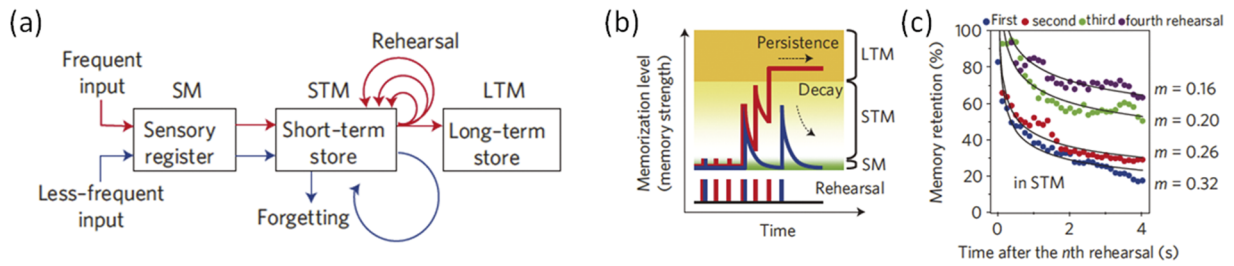 (a)
Rehearsal
Frequent
input
SM
STM
LTM
Sensory
register
Short-term
store
Long-term
store
Less-frequent
input
Forgetting
(b)
Memorization level
(memory strength)
Persistence
Decay
LTM
STM
SM
Rehearsal
Time
(c)
First second third fourth rehearsal
Memory retention (%)
100
80
60
40
20
0
in STM
m = 0.16
m = 0.20
m = 0.26
m = 0.32
0 2 4
Time after the nth rehearsal (s)